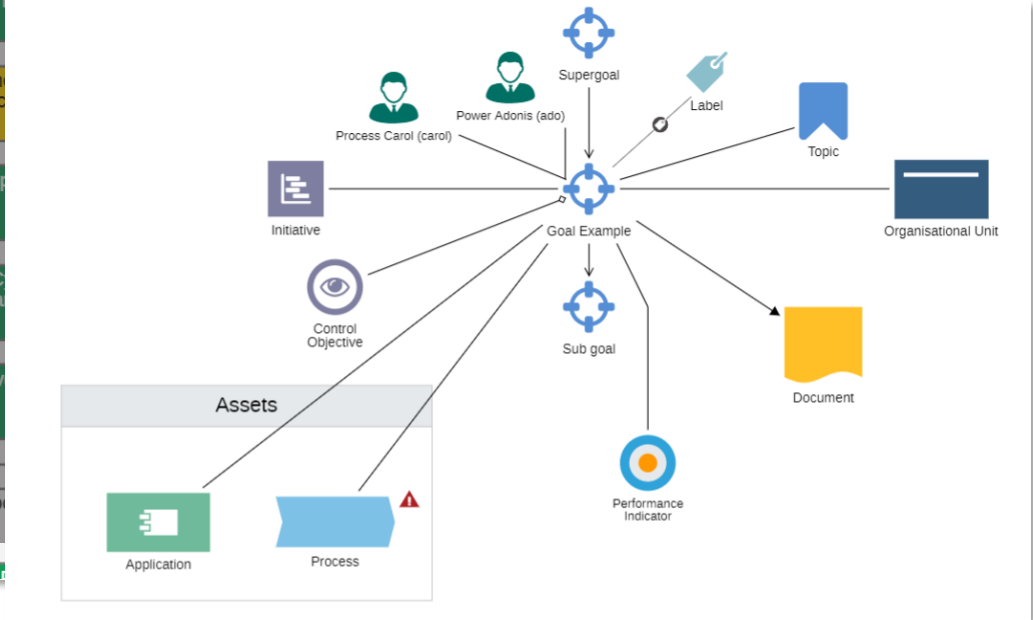 Supergoal
Label
Power Adonis (ado)
Process Carol (carol)
Topic
Initiative
Goal Example
Organisational Unit
Control
Objective
Sub goal
Document
Assets
Performance
Indicator
Application
Process